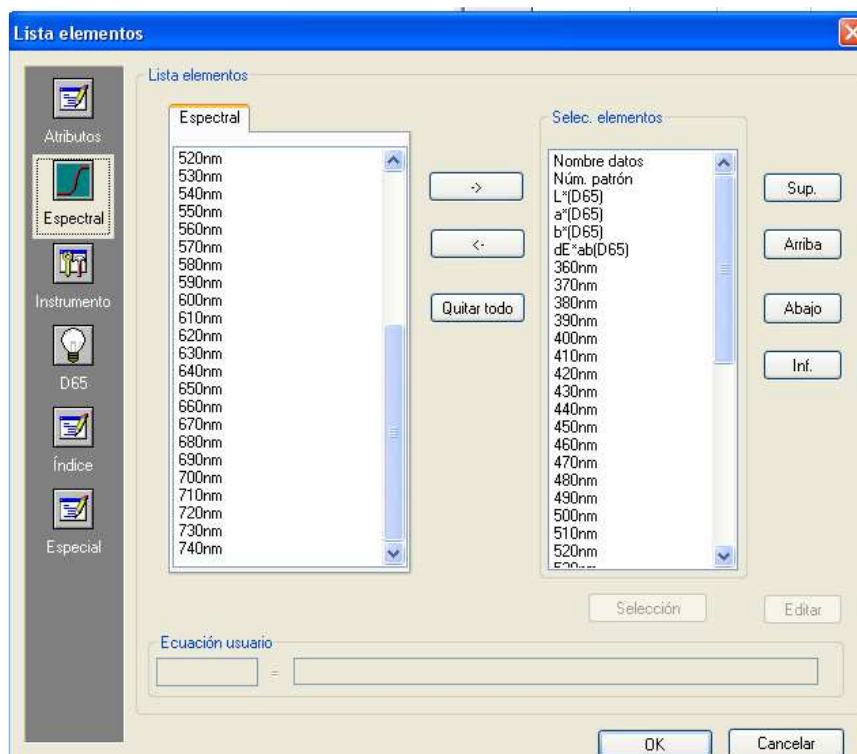 Lista elementos
Atributos
Espectral
Instrumento
D65
Índice
Especial
Lista elementos
Espectral
520nm
530nm
540nm
550nm
560nm
570nm
580nm
590nm
600nm
610nm
620nm
630nm
640nm
650nm
660nm
670nm
680nm
690nm
700nm
710nm
720nm
730nm
740nm
->
<-
Quitar todo
Selec. elementos
Nombre datos
Núm. patrón
L*(D65)
a*(D65)
b*(D65)
dE*ab(D65)
360nm
370nm
380nm
390nm
400nm
410nm
420nm
430nm
440nm
450nm
460nm
470nm
480nm
490nm
500nm
510nm
520nm
530nm
Sup.
Arriba
Abajo
Inf.
Selección
Editar
Ecuación usuario
=
OK
Cancelar